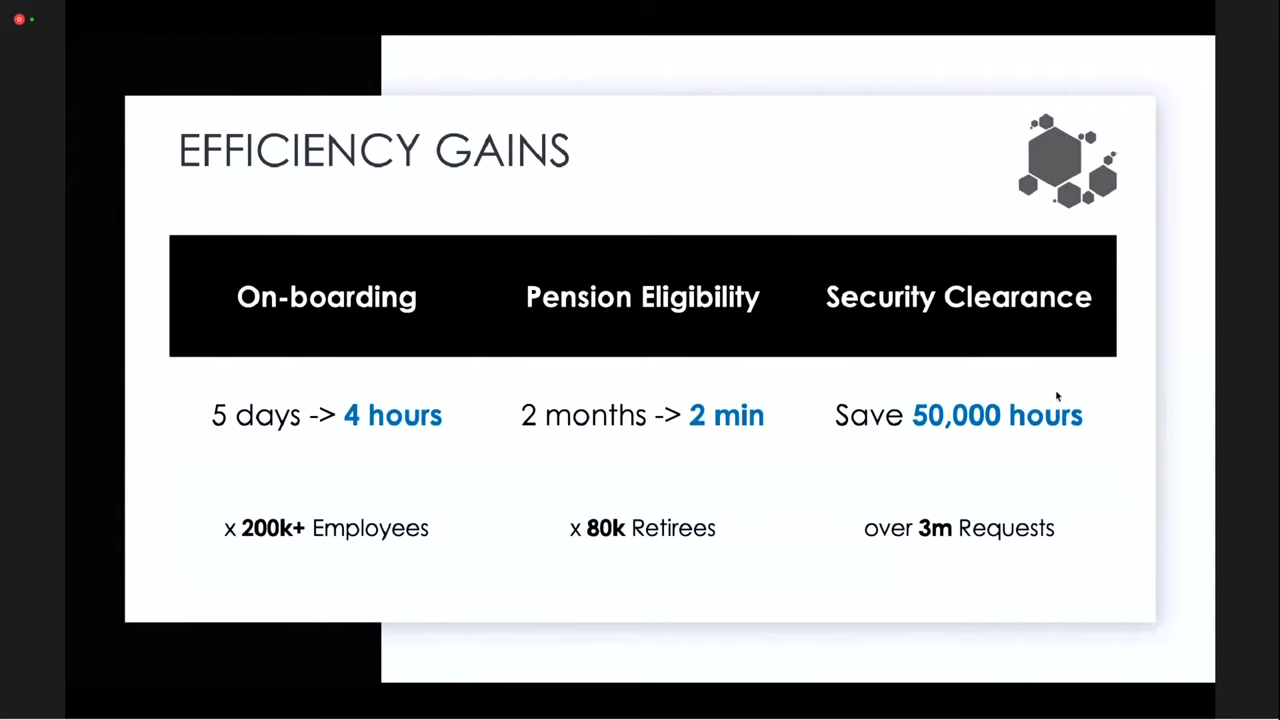 EFFICIENCY GAINS
On-boarding
Pension Eligibility
Security Clearance
5 days -> 4 hours
2 months -> 2 min
Save 50,000 hours
x 200k+ Employees
x 80k Retirees
over 3m Requests